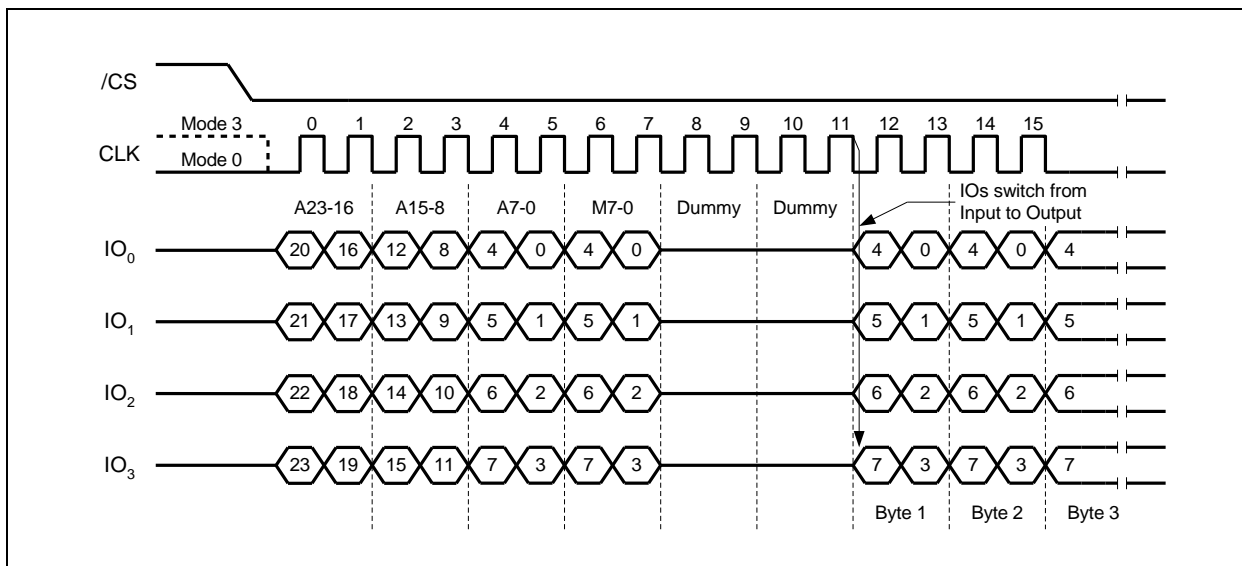 /CS
Mode 3
0 1 2 3 4 5 6 7 8 9 10 11 12 13 14 15
CLK
Mode 0
IOs switch from
Input to Output
A23-16 A15-8 A7-0 M7-0 Dummy Dummy
IO0 20 16 12 8 4 0 4 0 4 0 4 0 4
IO1 21 17 13 9 5 1 5 1 5 1 5 1 5
IO2 22 18 14 10 6 2 6 2 6 2 6 2 6
IO3 23 19 15 11 7 3 7 3 7 3 7 3 7
Byte 1 Byte 2 Byte 3